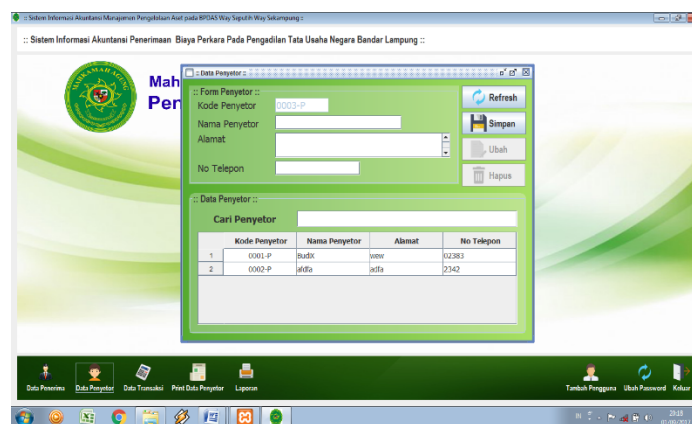 :: Sistem Informasi Akuntansi Manajemen Pengelolaan Aset pada BPDAS Way Seputih Way Sekampung ::
:: Sistem Informasi Akuntansi Penerimaan Biaya Perkara Pada Pengadilan Tata Usaha Negara Bandar Lampung ::
MAHKAMAH AGUNG
Mah
Pen
:: Data Penyetor ::
:: Form Penyetor ::
Kode Penyetor 0003-P
Nama Penyetor
Alamat
No Telepon
Refresh
Simpan
Ubah
Hapus
:: Data Penyetor ::
Cari Penyetor
Kode Penyetor Nama Penyetor Alamat No Telepon
1 0001-P BudiX wew 02383
2 0002-P afdfa adfa 2342
Data Penerima Data Penyetor Data Transaksi Print Data Penyetor Laporan Tambah Pengguna Ubah Password Keluar
IN